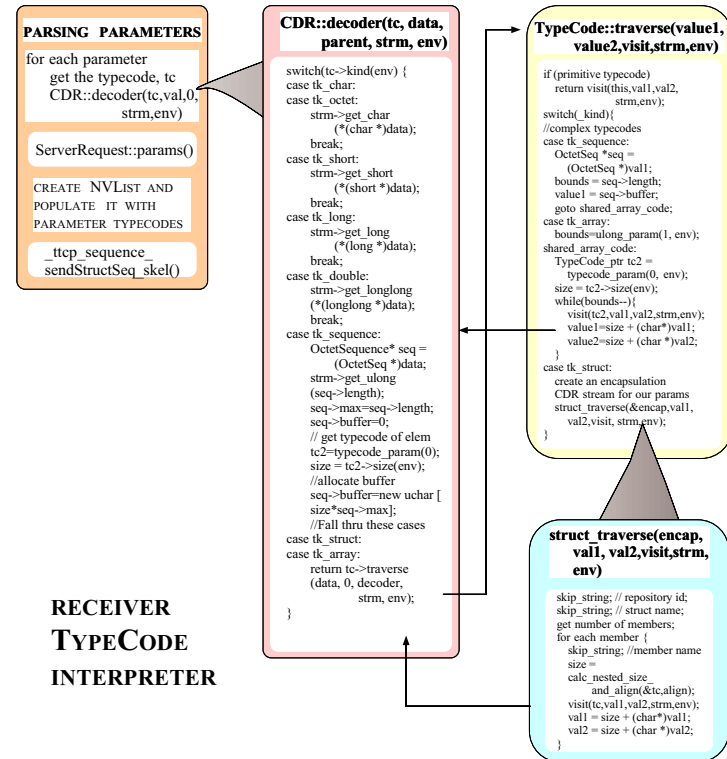 PARSING PARAMETERS
for each parameter
get the typecode, tc
CDR::decoder(tc,val,0,
strm,env)
ServerRequest::params()
CREATE NVLIST AND
POPULATE IT WITH
PARAMETER TYPECODES
_ttcp_sequence_
sendStructSeq_skel()
CDR::decoder(tc, data,
parent, strm, env)
switch(tc->kind(env) {
case tk_char:
case tk_octet:
strm->get_char
(*(char *)data);
break;
case tk_short:
strm->get_short
(*(short *)data);
break;
case tk_long:
strm->get_long
(*(long *)data);
break;
case tk_double:
strm->get_longlong
(*(longlong *)data);
break;
case tk_sequence:
OctetSequence* seq =
(OctetSeq *)data;
strm->get_ulong
(seq->length);
seq->max=seq->length;
seq->buffer=0;
// get typecode of elem
tc2=typecode_param(0);
size = tc2->size(env);
//allocate buffer
seq->buffer=new uchar [
size*seq->max];
//Fall thru these cases
case tk_struct:
case tk_array:
return tc->traverse
(data, 0, decoder,
strm, env);
}
TypeCode::traverse(value1,
value2,visit,strm,env)
if (primitive typecode)
return visit(this,val1,val2,
strm,env);
switch(_kind){
//complex typecodes
case tk_sequence:
OctetSeq *seq =
(OctetSeq *)val1;
bounds = seq->length;
value1 = seq->buffer;
goto shared_array_code;
case tk_array:
bounds=ulong_param(1, env);
shared_array_code:
TypeCode_ptr tc2 =
typecode_param(0, env);
size = tc2->size(env);
while(bounds--){
visit(tc2,val1,val2,strm,env);
value1=size + (char*)val1;
value2=size + (char *)val2;
}
case tk_struct:
create an encapsulation
CDR stream for our params
struct_traverse(&encap,val1,
val2,visit, strm,env);
}
struct_traverse(encap,
val1, val2,visit,strm,
env)
skip_string; // repository id;
skip_string; // struct name;
get number of members;
for each member {
skip_string; //member name
size =
calc_nested_size_
and_align(&tc,align);
visit(tc,val1,val2,strm,env);
val1 = size + (char*)val1;
val2 = size + (char *)val2;
}
RECEIVER
TYPECODE
INTERPRETER